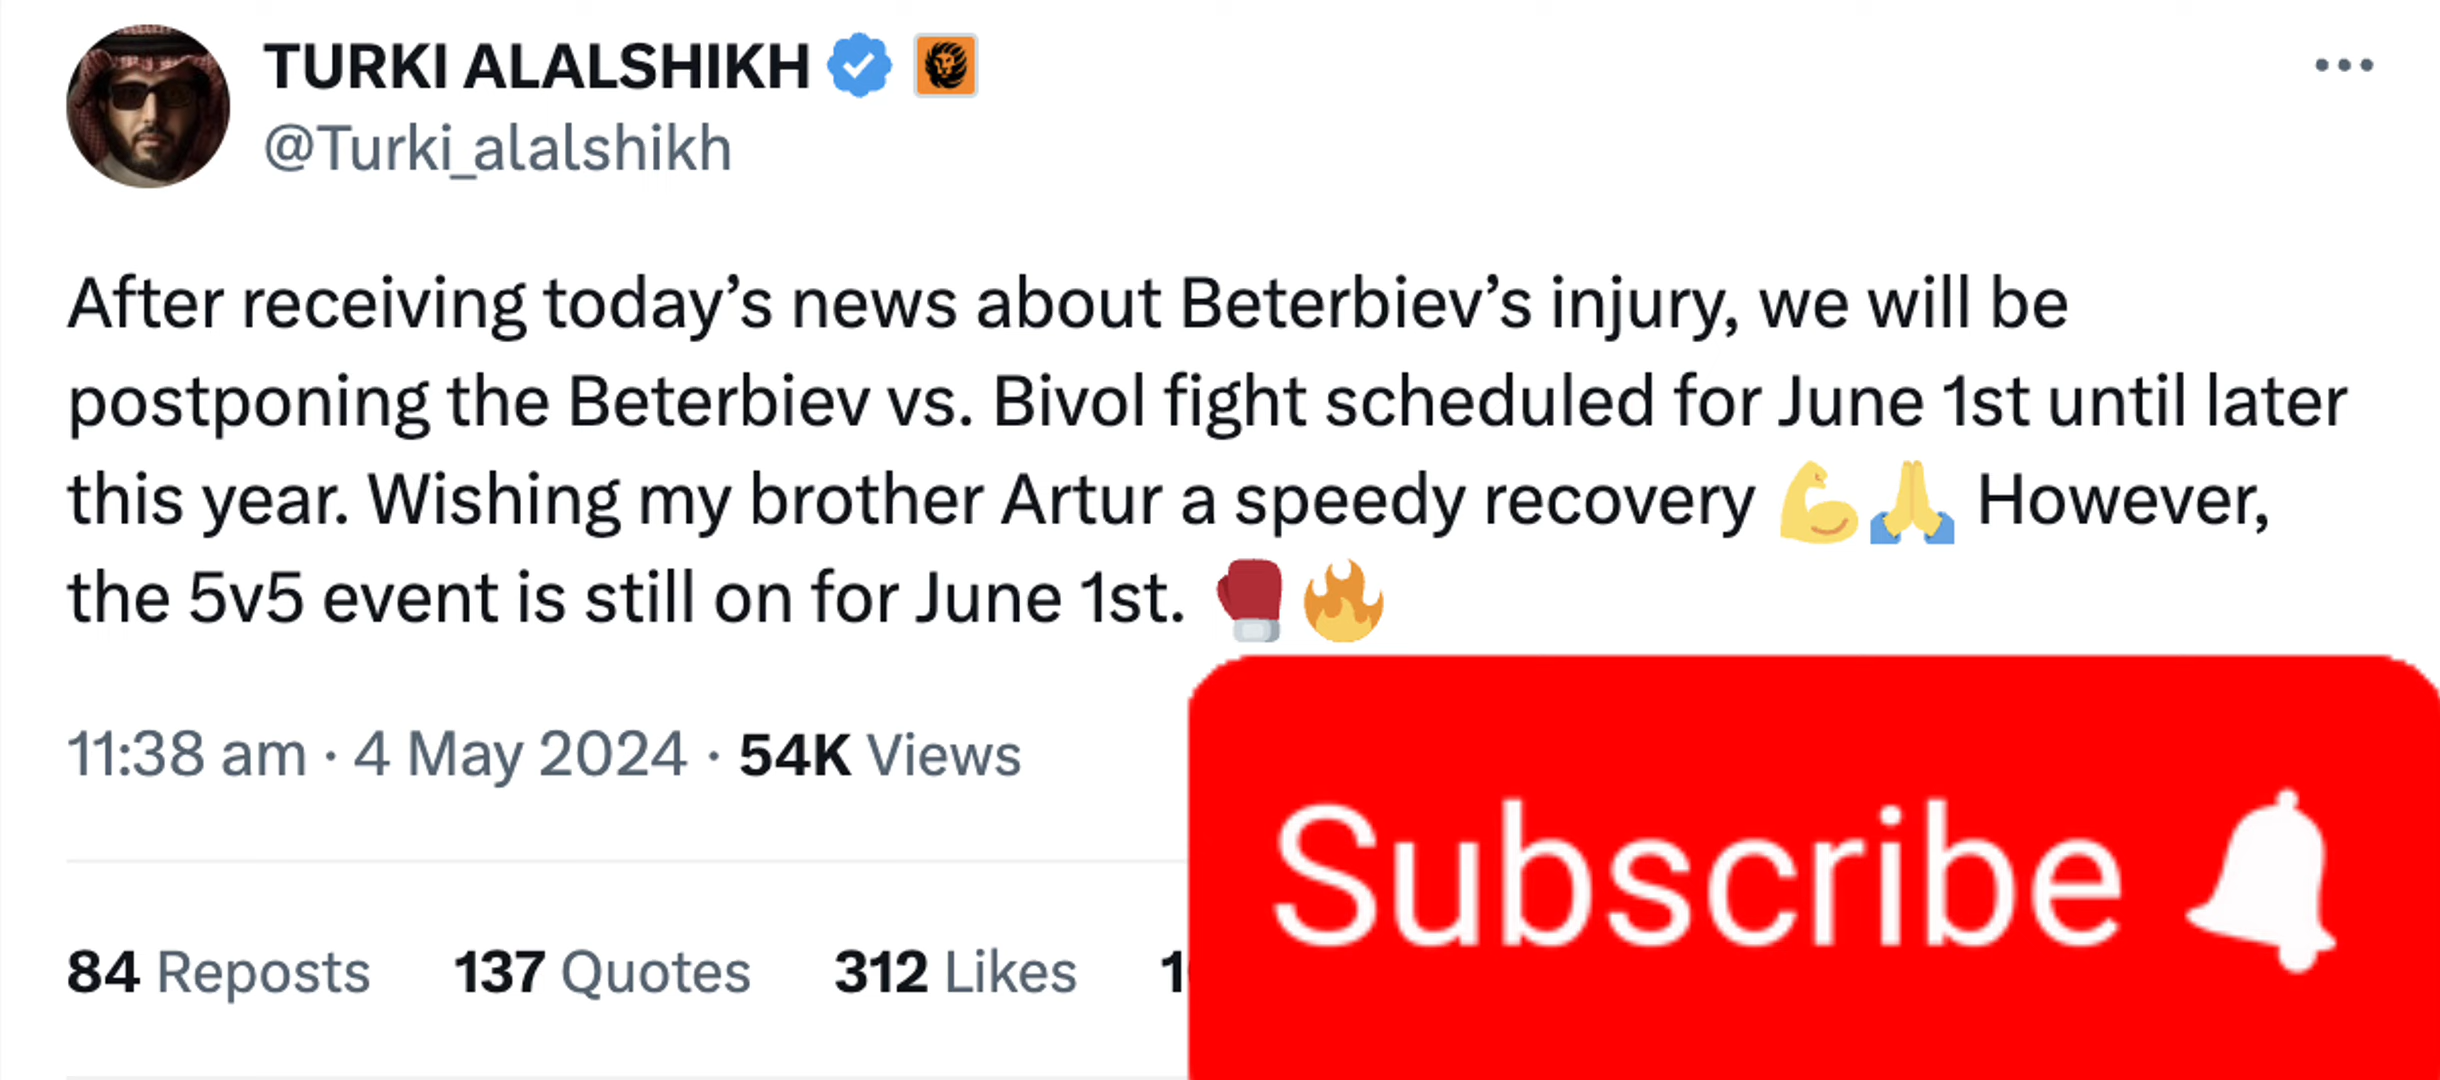 TURKI ALALSHIKH
@Turki_alalshikh
After receiving today’s news about Beterbiev’s injury, we will be
postponing the Beterbiev vs. Bivol fight scheduled for June 1st until later
this year. Wishing my brother Artur a speedy recovery 💪🙏 However,
the 5v5 event is still on for June 1st. 🥊🔥
11:38 am · 4 May 2024 · 54K Views
84 Reposts 137 Quotes 312 Likes
Subscribe